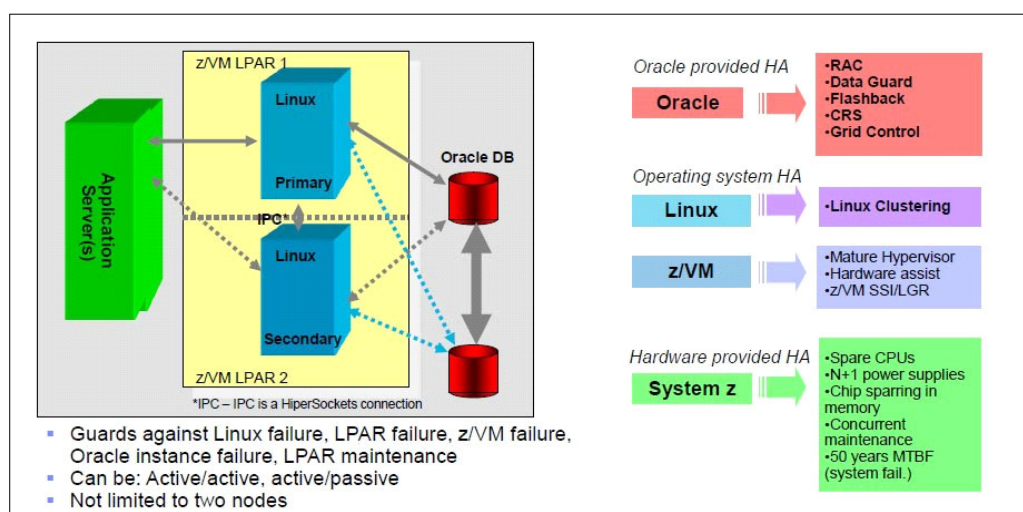 z/VM LPAR 1
Linux
Primary
Application
Server(s)
IPC*
Linux
Secondary
z/VM LPAR 2
Oracle DB
*IPC – IPC is a HiperSockets connection
▪ Guards against Linux failure, LPAR failure, z/VM failure,
Oracle instance failure, LPAR maintenance
▪ Can be: Active/active, active/passive
▪ Not limited to two nodes
Oracle provided HA
Oracle
•RAC
•Data Guard
•Flashback
•CRS
•Grid Control
Operating system HA
Linux
•Linux Clustering
z/VM
•Mature Hypervisor
•Hardware assist
•z/VM SSI/LGR
Hardware provided HA
System z
•Spare CPUs
•N+1 power supplies
•Chip sparring in
memory
•Concurrent
maintenance
•50 years MTBF
(system fail.)